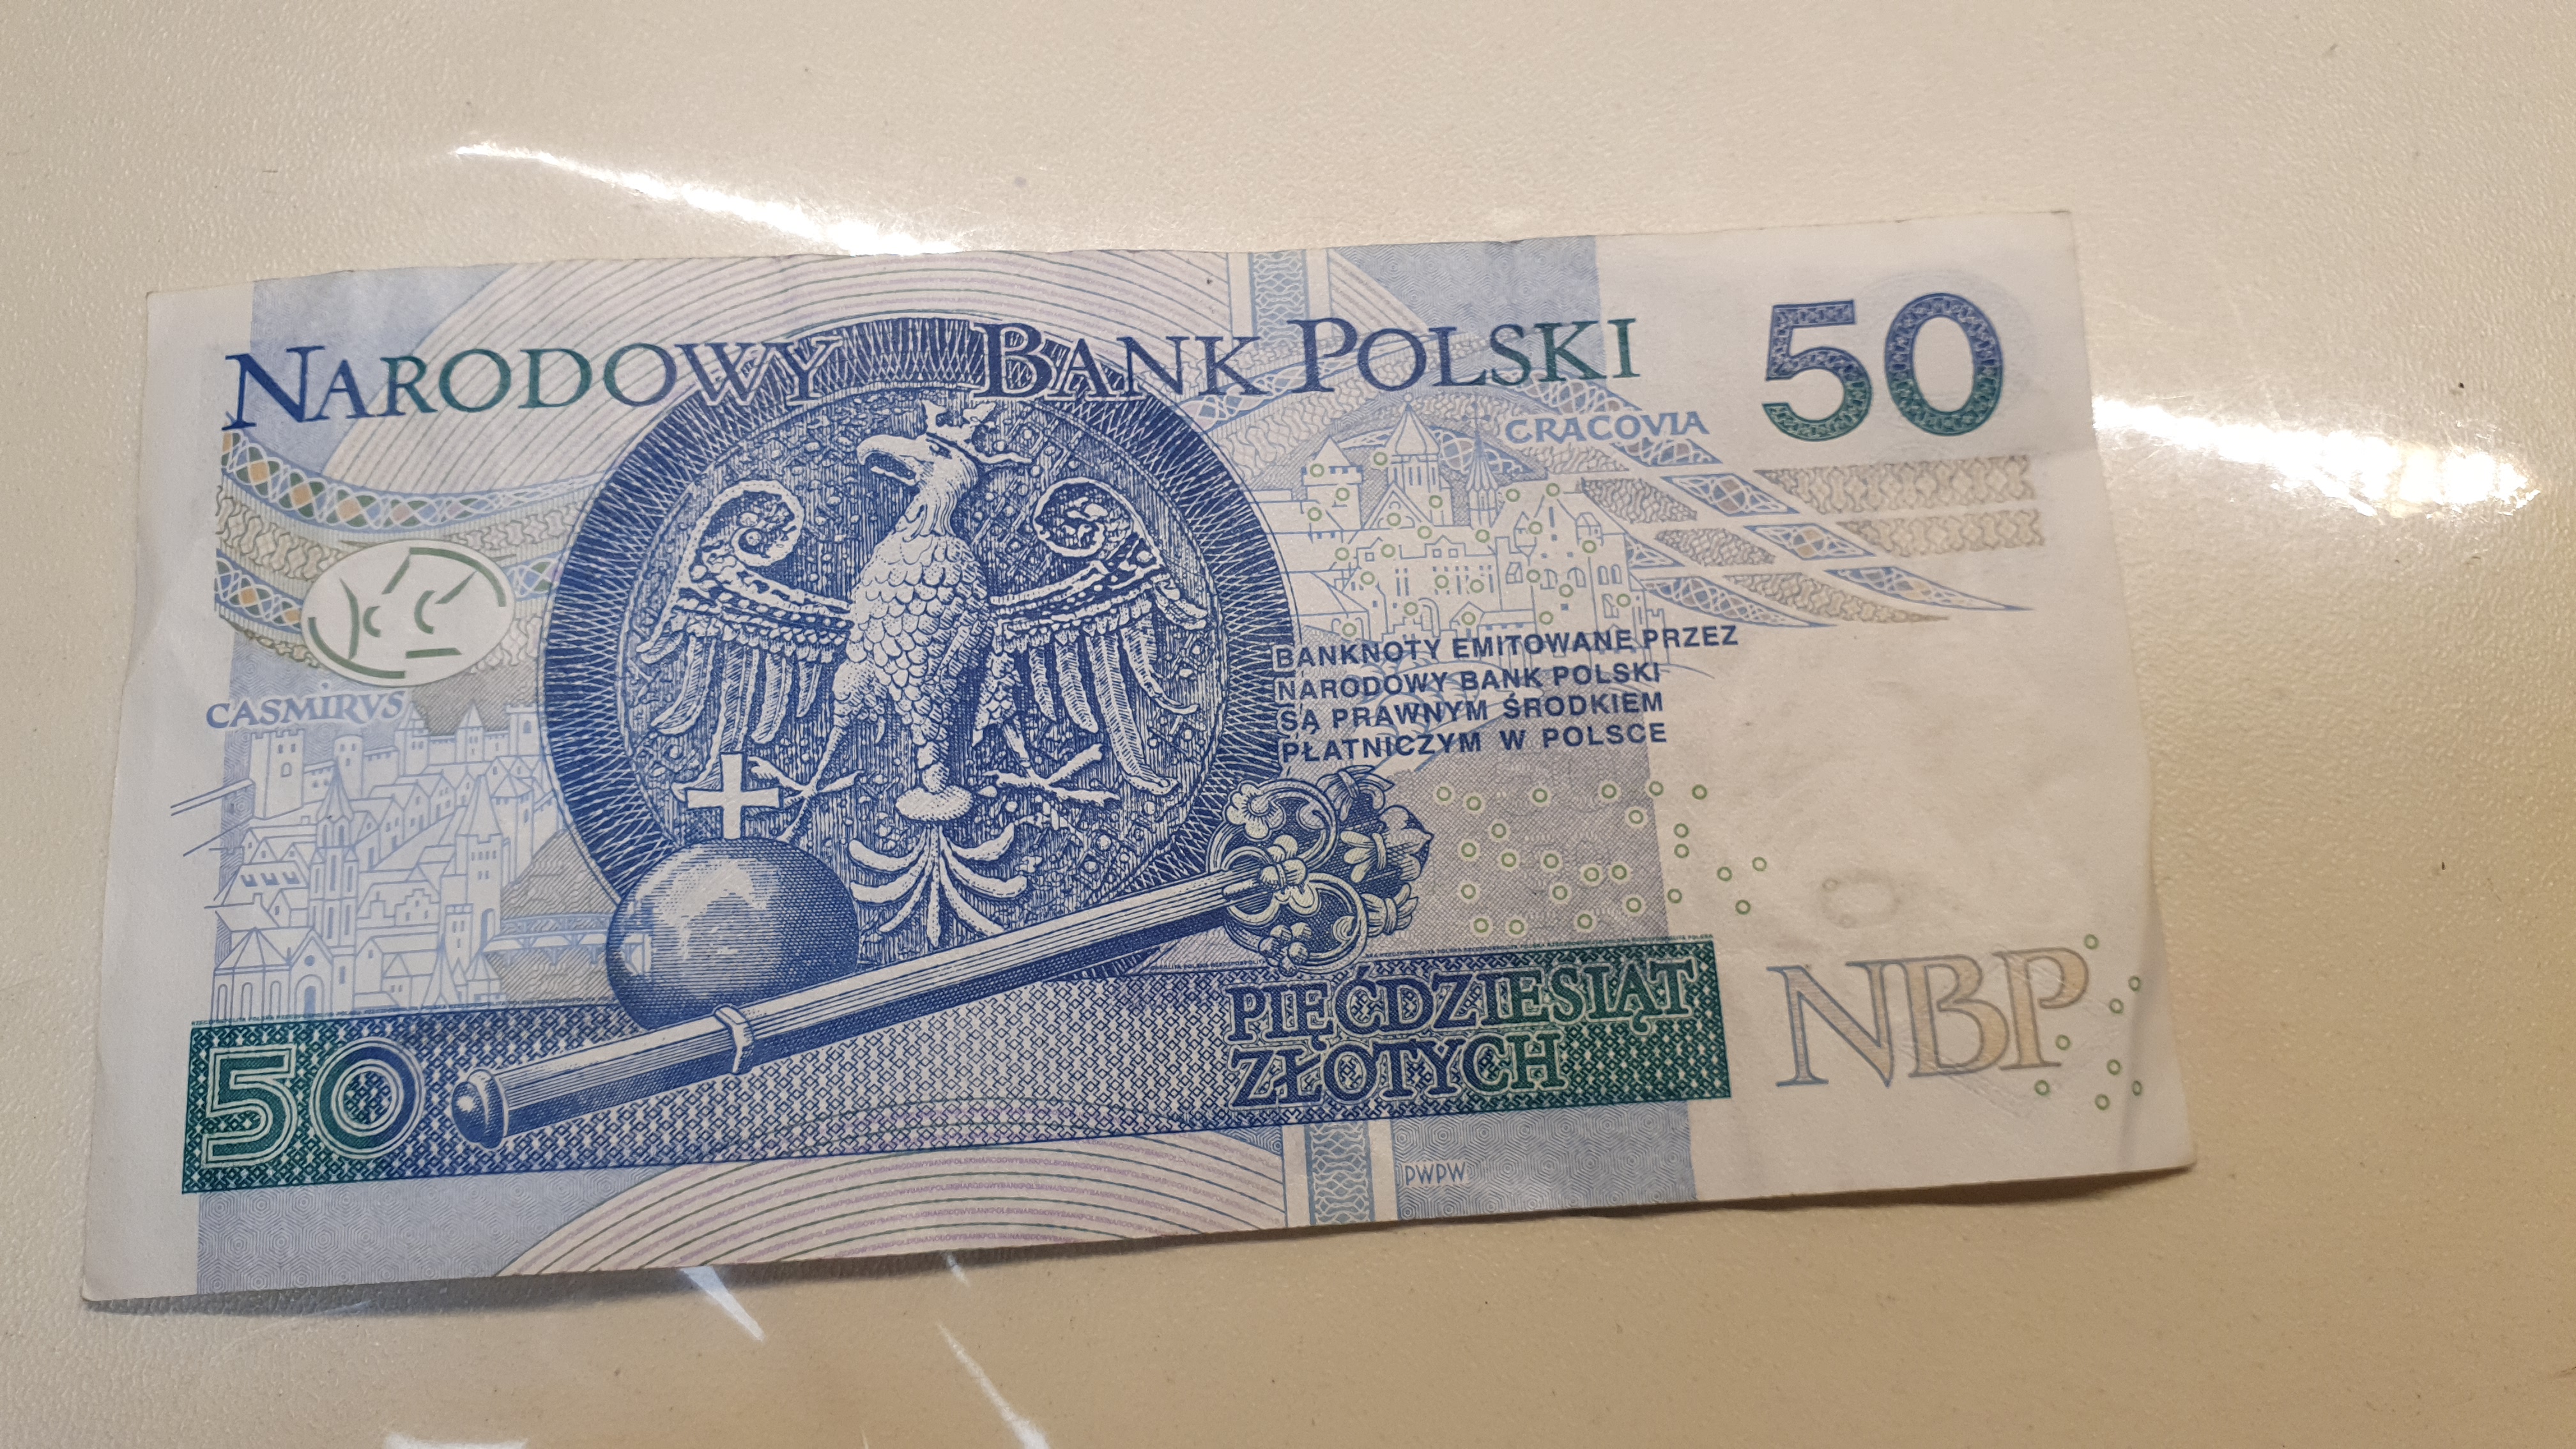 NARODOWY BANK POLSKI
50
CASMIRVS
CRACOVIA
BANKNOTY EMITOWANE PRZEZ
NARODOWY BANK POLSKI
SĄ PRAWNYM ŚRODKIEM
PŁATNICZYM W POLSCE
50
PIĘĆDZIESIĄT
ZŁOTYCH
NBP
PWPW